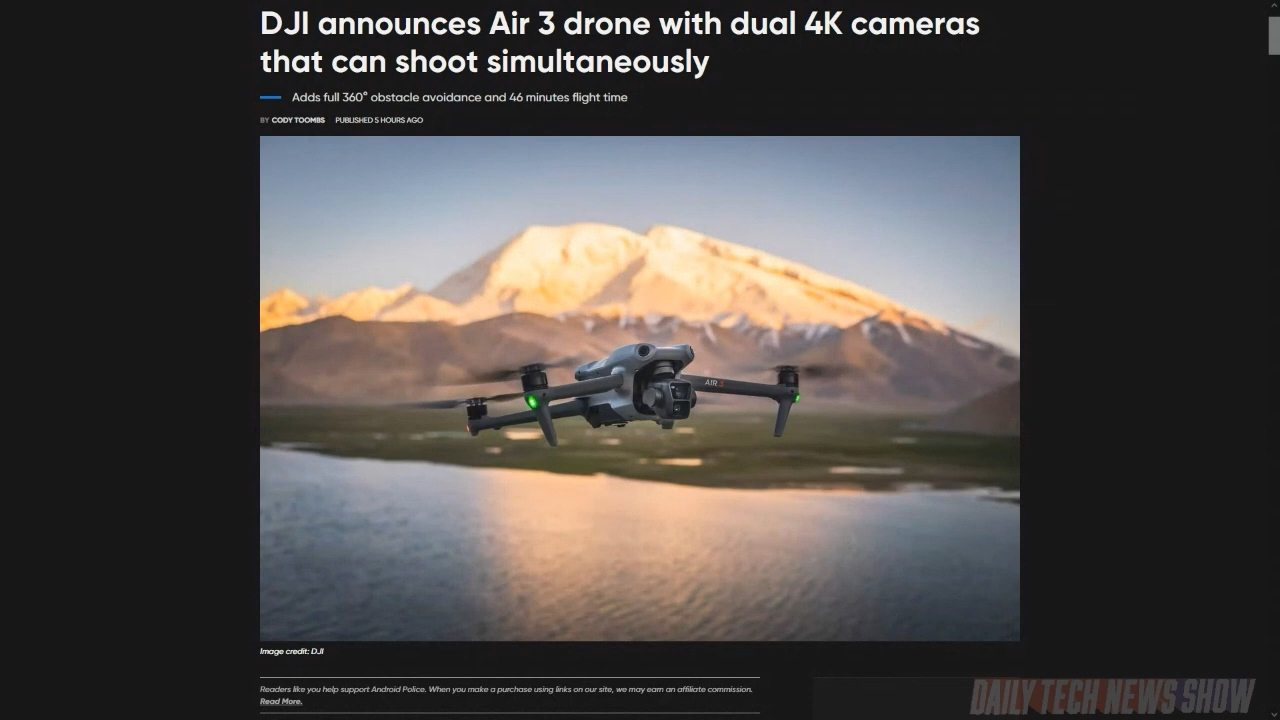 DJI announces Air 3 drone with dual 4K cameras
that can shoot simultaneously
Adds full 360° obstacle avoidance and 46 minutes flight time
BY CODY TOOMBS PUBLISHED 5 HOURS AGO
AIR 3
Image credit: DJI
Readers like you help support Android Police. When you make a purchase using links on our site, we may earn an affiliate commission.
Read More.
DAILY TECH NEWS SHOW